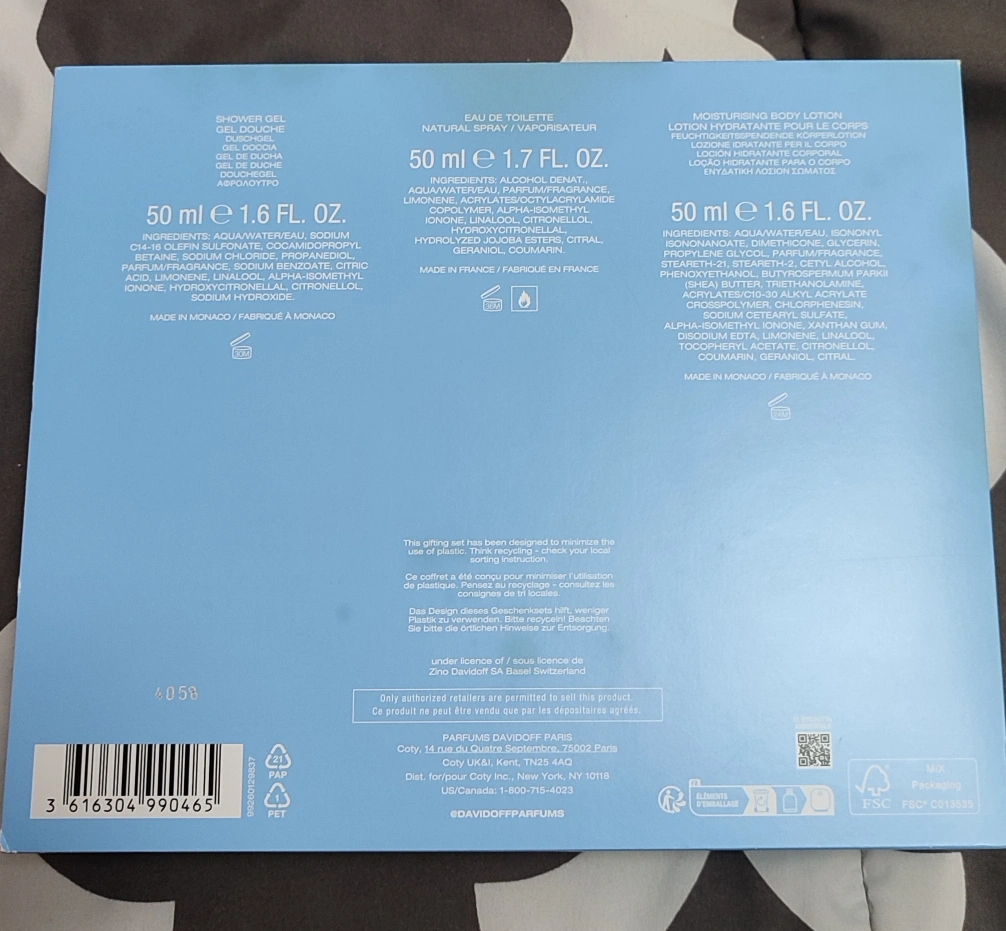 SHOWER GEL
GEL DOUCHE
DUSCHGEL
GEL DOCCIA
GEL DE DUCHA
GEL DE DUCHE
DOUCHEGEL
ΑΦΡΟΛΟΥΤΡΟ
50 ml ℮ 1.6 FL. OZ.
INGREDIENTS: AQUA/WATER/EAU, SODIUM
C14-16 OLEFIN SULFONATE, COCAMIDOPROPYL
BETAINE, SODIUM CHLORIDE, PROPANEDIOL,
PARFUM/FRAGRANCE, SODIUM BENZOATE, CITRIC
ACID, LIMONENE, LINALOOL, ALPHA-ISOMETHYL
IONONE, HYDROXYCITRONELLAL, CITRONELLOL,
SODIUM HYDROXIDE.
MADE IN MONACO / FABRIQUÉ À MONACO
30M
EAU DE TOILETTE
NATURAL SPRAY / VAPORISATEUR
50 ml ℮ 1.7 FL. OZ.
INGREDIENTS: ALCOHOL DENAT.,
AQUA/WATER/EAU, PARFUM/FRAGRANCE,
LIMONENE, ACRYLATES/OCTYLACRYLAMIDE
COPOLYMER, ALPHA-ISOMETHYL
IONONE, LINALOOL, CITRONELLOL,
HYDROXYCITRONELLAL,
HYDROLYZED JOJOBA ESTERS, CITRAL,
GERANIOL, COUMARIN.
MADE IN FRANCE / FABRIQUÉ EN FRANCE
36M
MOISTURISING BODY LOTION
LOTION HYDRATANTE POUR LE CORPS
FEUCHTIGKEITSSPENDENDE KÖRPERLOTION
LOZIONE IDRATANTE PER IL CORPO
LOCIÓN HIDRATANTE CORPORAL
LOÇÃO HIDRATANTE PARA O CORPO
ΕΝΥΔΑΤΙΚΗ ΛΟΣΙΟΝ ΣΩΜΑΤΟΣ
50 ml ℮ 1.6 FL. OZ.
INGREDIENTS: AQUA/WATER/EAU, ISONONYL
ISONONANOATE, DIMETHICONE, GLYCERIN,
PROPYLENE GLYCOL, PARFUM/FRAGRANCE,
STEARETH-21, STEARETH-2, CETYL ALCOHOL,
PHENOXYETHANOL, BUTYROSPERMUM PARKII
(SHEA) BUTTER, TRIETHANOLAMINE,
ACRYLATES/C10-30 ALKYL ACRYLATE
CROSSPOLYMER, CHLORPHENESIN,
SODIUM CETEARYL SULFATE,
ALPHA-ISOMETHYL IONONE, XANTHAN GUM,
DISODIUM EDTA, LIMONENE, LINALOOL,
TOCOPHERYL ACETATE, CITRONELLOL,
COUMARIN, GERANIOL, CITRAL.
MADE IN MONACO / FABRIQUÉ À MONACO
This gifting set has been designed to minimize the
use of plastic. Think recycling - check your local
sorting instruction.
Ce coffret a été conçu pour minimiser l'utilisation
de plastique. Pensez au recyclage - consultez les
consignes de tri locales.
Das Design dieses Geschenksets hilft, weniger
Plastik zu verwenden. Bitte recyceln! Beachten
Sie bitte die örtlichen Hinweise zur Entsorgung.
under licence of / sous licence de
Zino Davidoff SA Basel Switzerland
Only authorized retailers are permitted to sell this product.
Ce produit ne peut être vendu que par les dépositaires agréés.
PARFUMS DAVIDOFF PARIS
Coty, 14 rue du Quatre Septembre, 75002 Paris
Coty UK&I, Kent, TN25 4AQ
Dist. for/pour Coty Inc., New York, NY 10118
US/Canada: 1-800-715-4023
@DAVIDOFFPARFUMS
4058
3 616304 990465
99260129837
21
PAP
1
PET
FR
ÉLÉMENTS
D'EMBALLAGE
FSC
MIX
Packaging
FSC® C013535